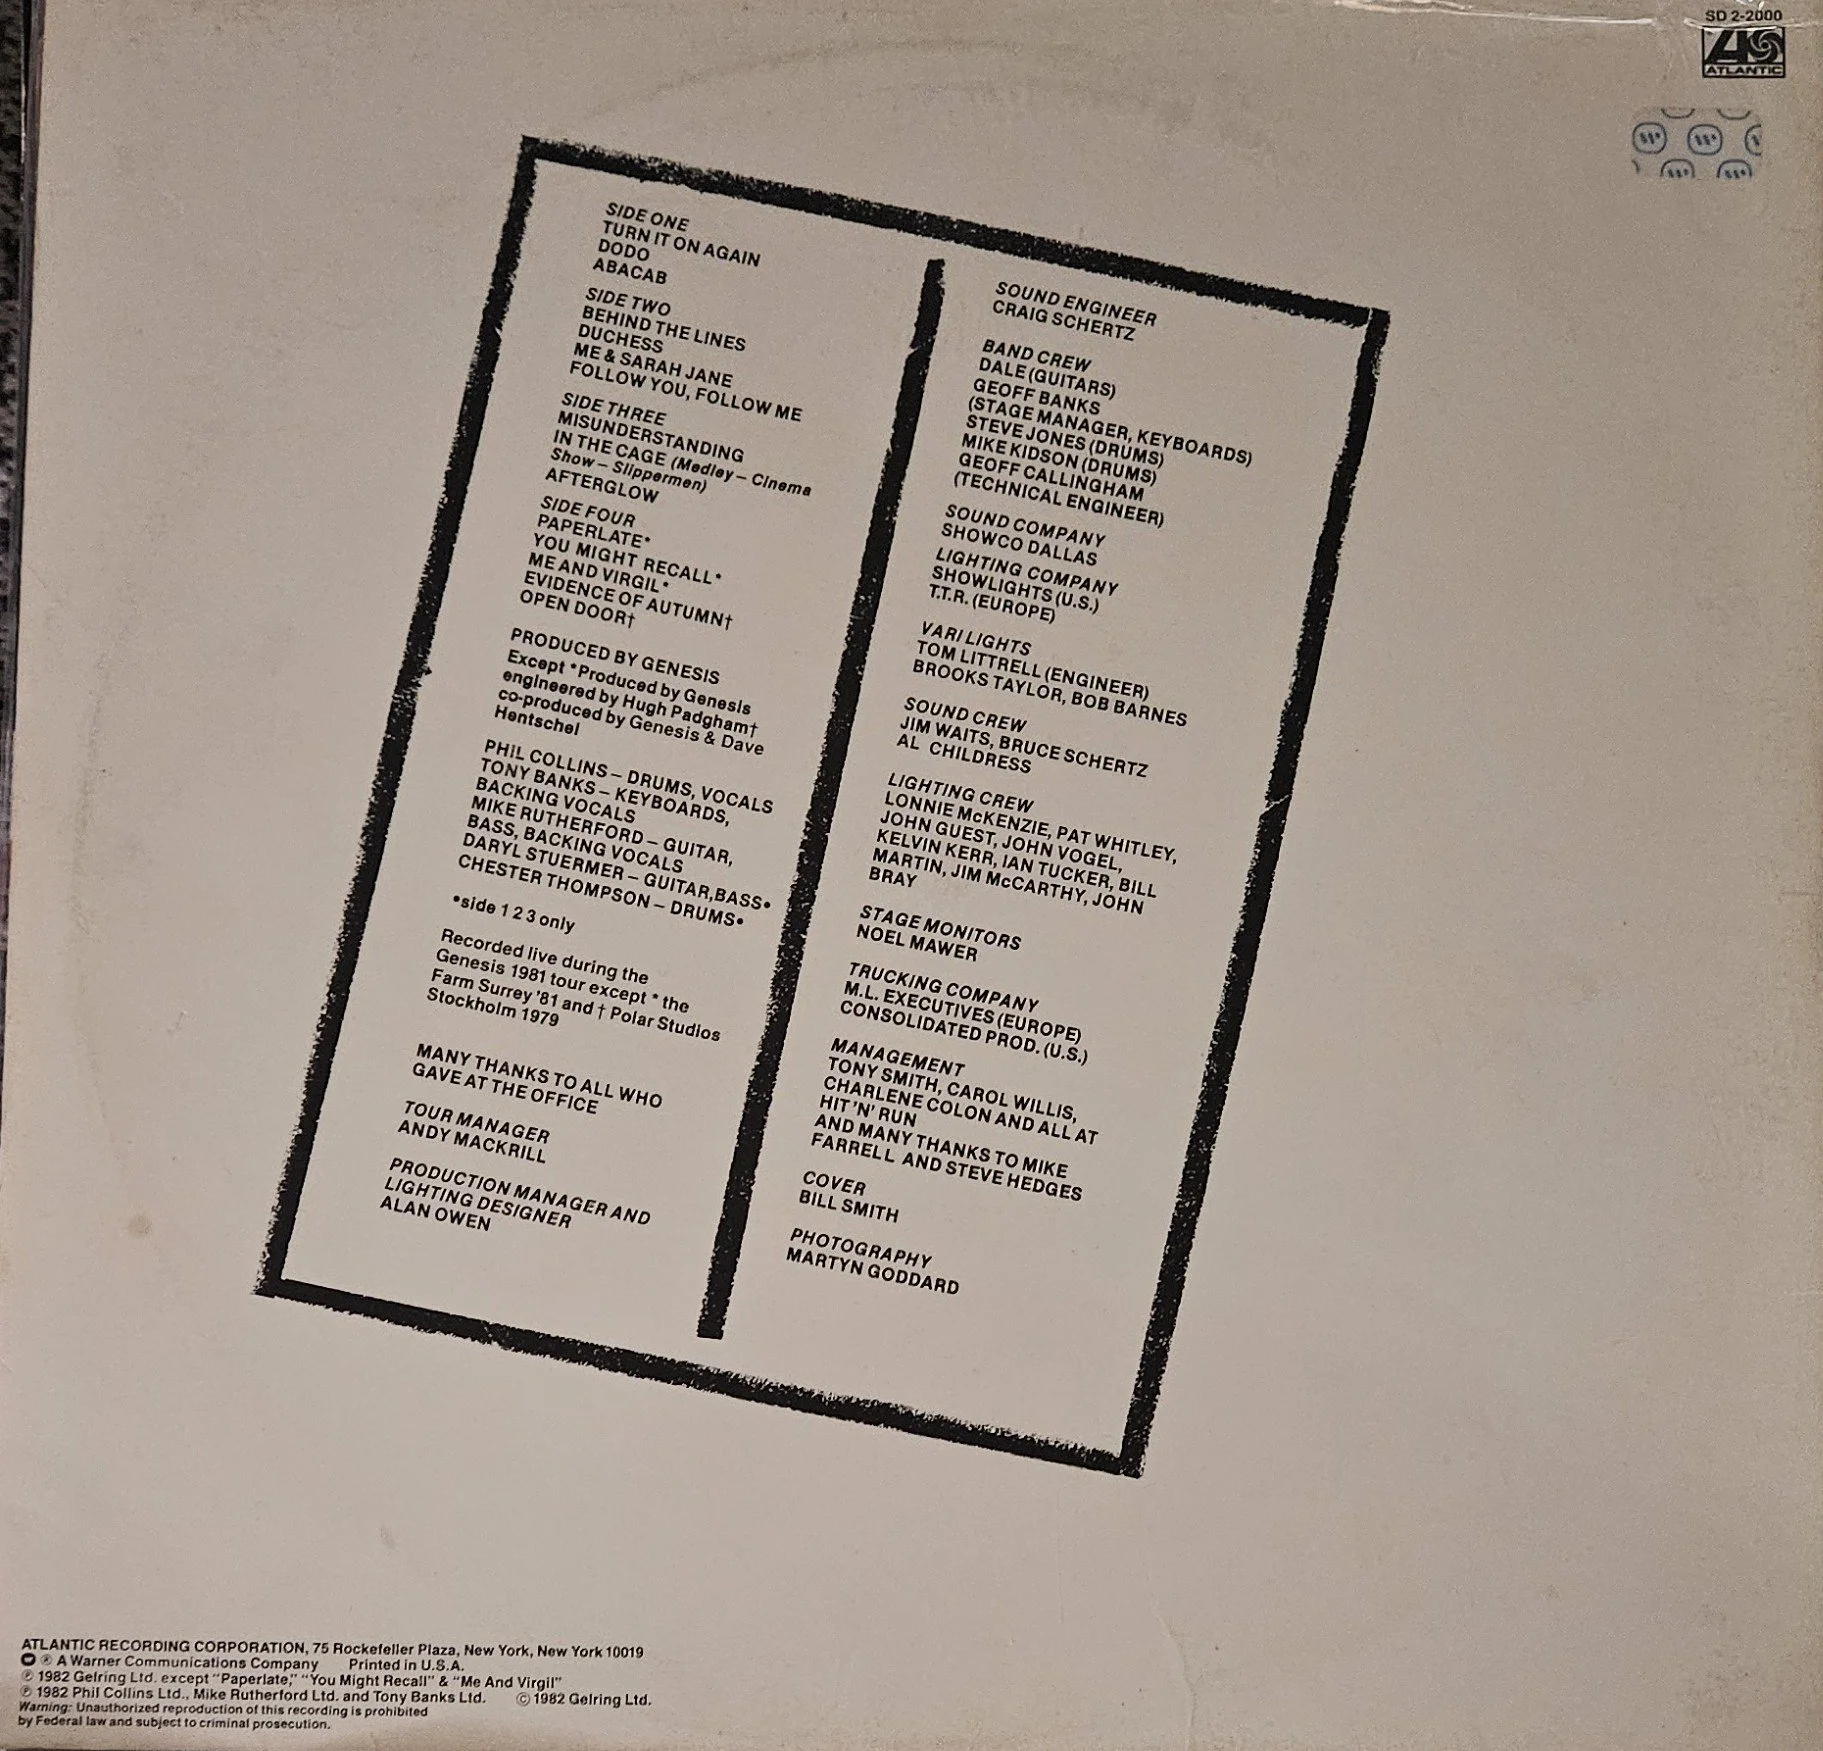 SD 2-2000
ATLANTIC
SIDE ONE
TURN IT ON AGAIN
DODO
ABACAB
SIDE TWO
BEHIND THE LINES
DUCHESS
ME & SARAH JANE
FOLLOW YOU, FOLLOW ME
SIDE THREE
MISUNDERSTANDING
IN THE CAGE (Medley – Cinema
Show – Slippermen)
AFTERGLOW
SIDE FOUR
PAPERLATE*
YOU MIGHT RECALL*
ME AND VIRGIL*
EVIDENCE OF AUTUMN†
OPEN DOOR†
PRODUCED BY GENESIS
Except *Produced by Genesis
engineered by Hugh Padgham†
co-produced by Genesis & Dave
Hentschel
PHIL COLLINS – DRUMS, VOCALS
TONY BANKS – KEYBOARDS,
BACKING VOCALS
MIKE RUTHERFORD – GUITAR,
BASS, BACKING VOCALS
DARYL STUERMER – GUITAR,BASS•
CHESTER THOMPSON – DRUMS•
•side 1 2 3 only
Recorded live during the
Genesis 1981 tour except * the
Farm Surrey '81 and † Polar Studios
Stockholm 1979
MANY THANKS TO ALL WHO
GAVE AT THE OFFICE
TOUR MANAGER
ANDY MACKRILL
PRODUCTION MANAGER AND
LIGHTING DESIGNER
ALAN OWEN
SOUND ENGINEER
CRAIG SCHERTZ
BAND CREW
DALE (GUITARS)
GEOFF BANKS
(STAGE MANAGER, KEYBOARDS)
STEVE JONES (DRUMS)
MIKE KIDSON (DRUMS)
GEOFF CALLINGHAM
(TECHNICAL ENGINEER)
SOUND COMPANY
SHOWCO DALLAS
LIGHTING COMPANY
SHOWLIGHTS (U.S.)
T.T.R. (EUROPE)
VARI LIGHTS
TOM LITTRELL (ENGINEER)
BROOKS TAYLOR, BOB BARNES
SOUND CREW
JIM WAITS, BRUCE SCHERTZ
AL CHILDRESS
LIGHTING CREW
LONNIE McKENZIE, PAT WHITLEY,
JOHN GUEST, JOHN VOGEL,
KELVIN KERR, IAN TUCKER, BILL
MARTIN, JIM McCARTHY, JOHN
BRAY
STAGE MONITORS
NOEL MAWER
TRUCKING COMPANY
M.L. EXECUTIVES (EUROPE)
CONSOLIDATED PROD. (U.S.)
MANAGEMENT
TONY SMITH, CAROL WILLIS,
CHARLENE COLON AND ALL AT
HIT 'N' RUN
AND MANY THANKS TO MIKE
FARRELL AND STEVE HEDGES
COVER
BILL SMITH
PHOTOGRAPHY
MARTYN GODDARD
ATLANTIC RECORDING CORPORATION, 75 Rockefeller Plaza, New York, New York 10019
® A Warner Communications Company Printed in U.S.A.
℗ 1982 Gelring Ltd. except "Paperlate," "You Might Recall" & "Me And Virgil"
℗ 1982 Phil Collins Ltd., Mike Rutherford Ltd. and Tony Banks Ltd. © 1982 Gelring Ltd.
Warning: Unauthorized reproduction of this recording is prohibited
by Federal law and subject to criminal prosecution.